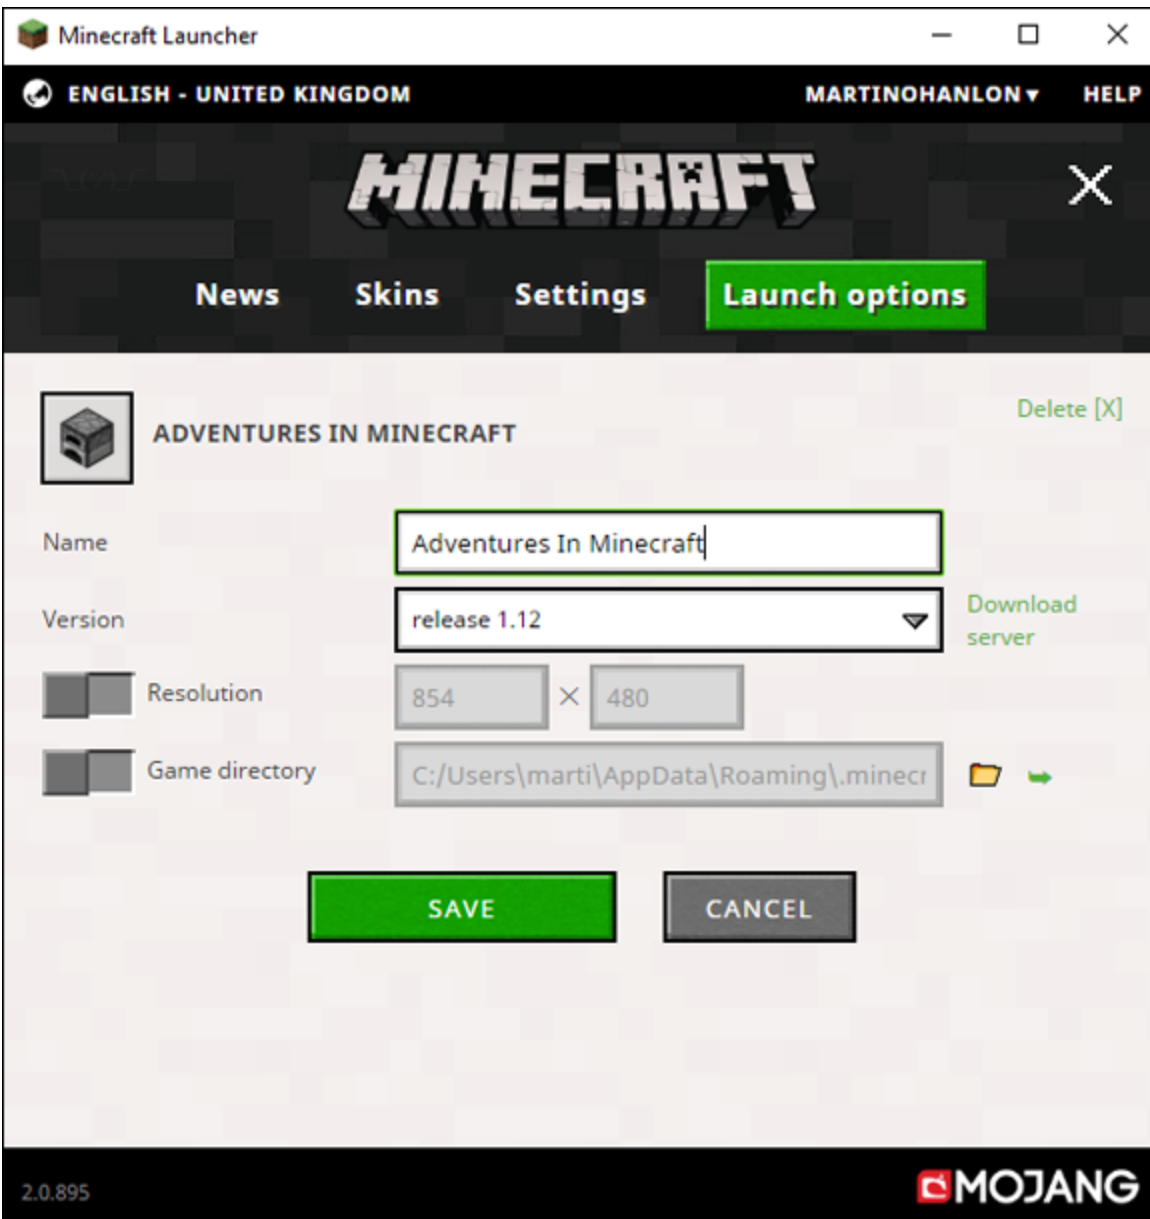 Minecraft Launcher
ENGLISH - UNITED KINGDOM MARTINOHANLON▼ HELP
MINECRAFT
News Skins Settings Launch options
Delete [X]
ADVENTURES IN MINECRAFT
Name Adventures In Minecraft
Version release 1.12 Download
server
Resolution 854 × 480
Game directory C:/Users\marti\AppData\Roaming\.minecr
SAVE CANCEL
2.0.895 MOJANG